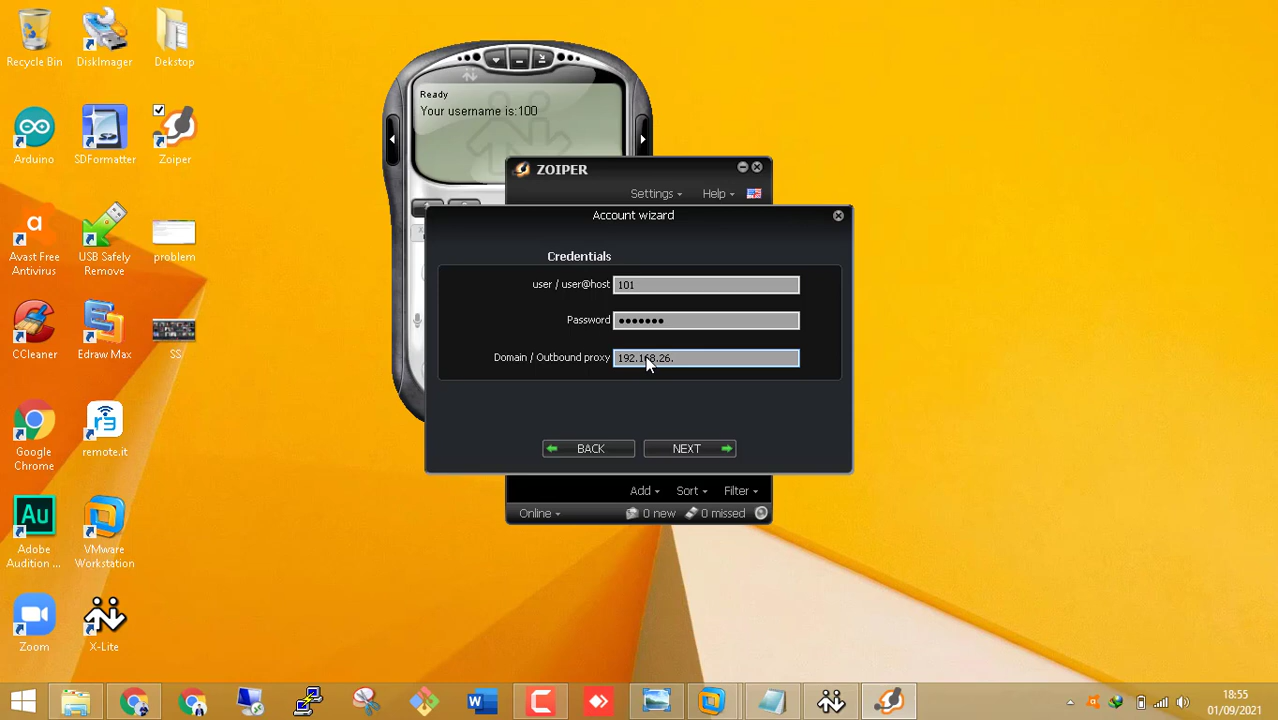 Recycle Bin
DiskImager
Dekstop
Arduino
SDFormatter
Zoiper
Avast Free
Antivirus
USB Safely
Remove
problem
CCleaner
Edraw Max
SS
Google
Chrome
remote.it
Adobe
Audition ...
VMware
Workstation
Zoom
X-Lite
Ready
Your username is:100
ZOIPER
Settings
Help
Account wizard
Credentials
user / user@host
101
Password
•••••••
Domain / Outbound proxy
192.168.26.
BACK
NEXT
Add
Sort
Filter
Online
0 new
0 missed
18:55
01/09/2021